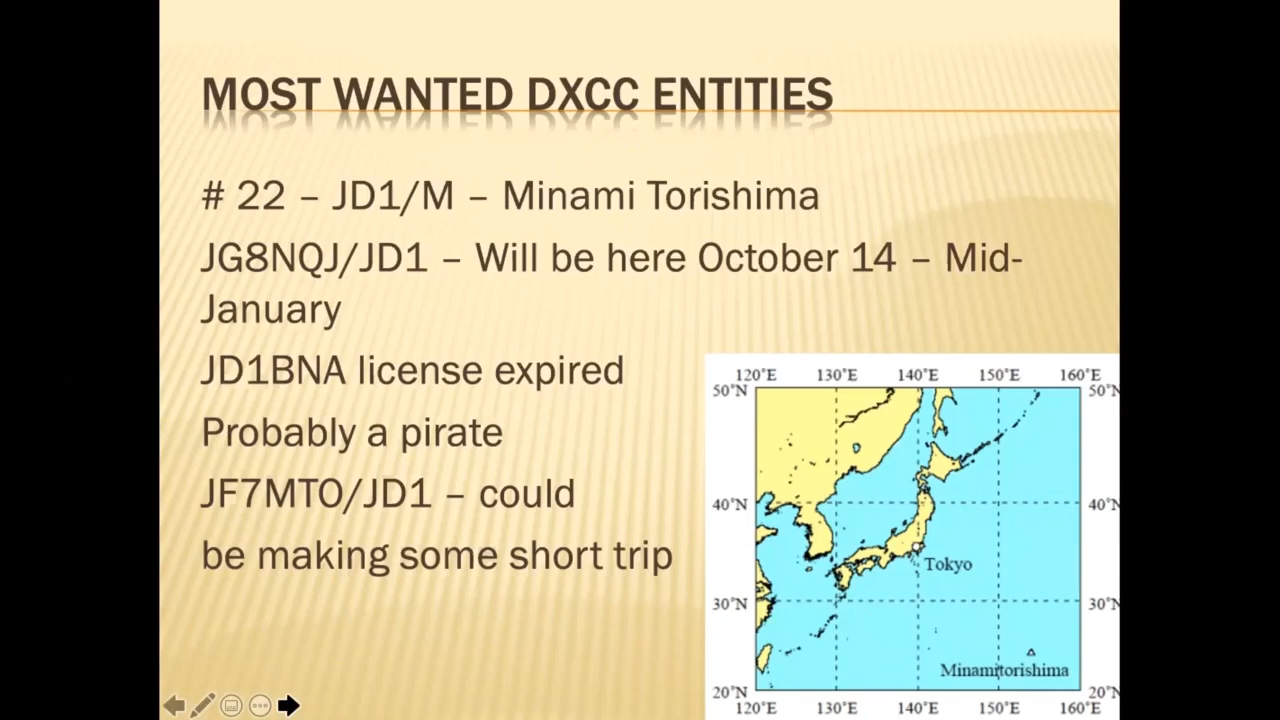 MOST WANTED DXCC ENTITIES
# 22 – JD1/M – Minami Torishima
JG8NQJ/JD1 – Will be here October 14 – Mid-
January
JD1BNA license expired
Probably a pirate
JF7MTO/JD1 – could
be making some short trip
120°E 130°E 140°E 150°E 160°E
50°N 50°N
40°N 40°N
Tokyo
30°N 30°N
Minamitorishima
20°N 20°N
120°E 130°E 140°E 150°E 160°E